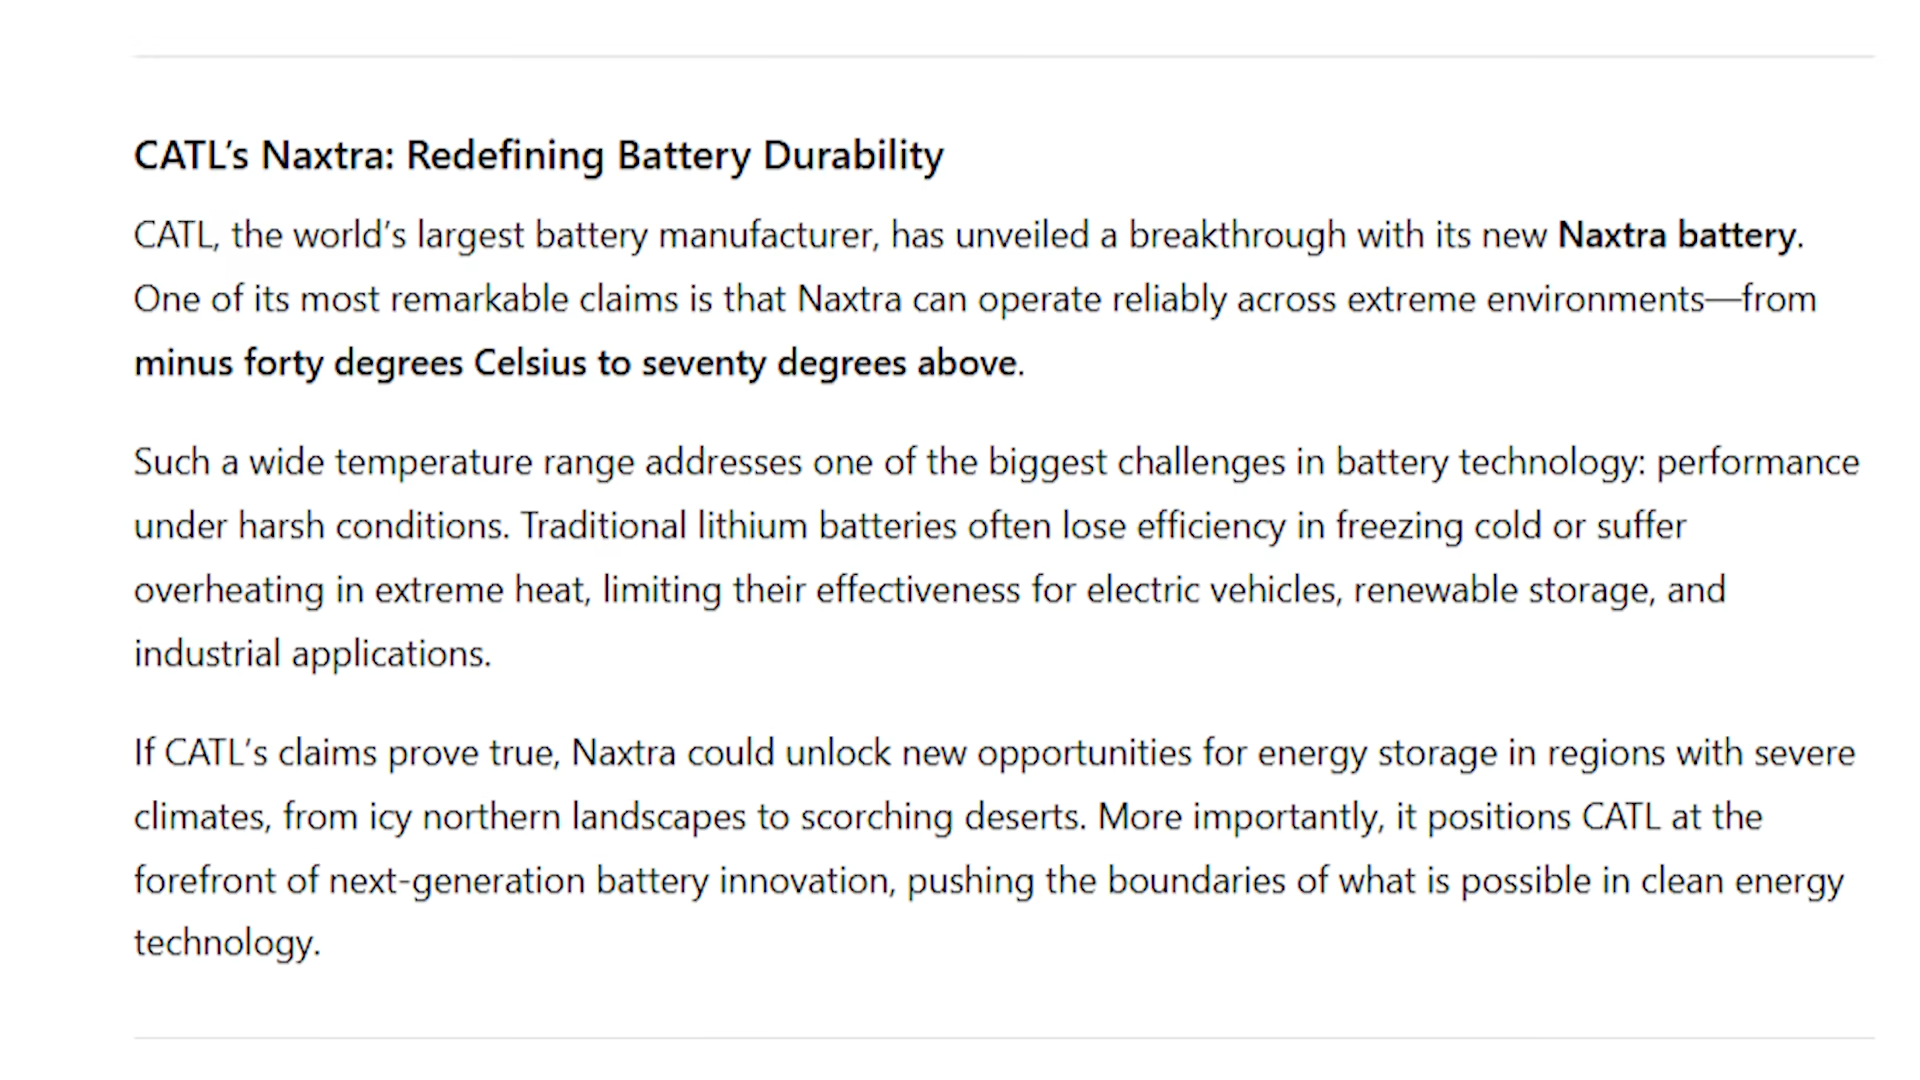 CATL’s Naxtra: Redefining Battery Durability
CATL, the world’s largest battery manufacturer, has unveiled a breakthrough with its new Naxtra battery.
One of its most remarkable claims is that Naxtra can operate reliably across extreme environments—from
minus forty degrees Celsius to seventy degrees above.
Such a wide temperature range addresses one of the biggest challenges in battery technology: performance
under harsh conditions. Traditional lithium batteries often lose efficiency in freezing cold or suffer
overheating in extreme heat, limiting their effectiveness for electric vehicles, renewable storage, and
industrial applications.
If CATL’s claims prove true, Naxtra could unlock new opportunities for energy storage in regions with severe
climates, from icy northern landscapes to scorching deserts. More importantly, it positions CATL at the
forefront of next-generation battery innovation, pushing the boundaries of what is possible in clean energy
technology.